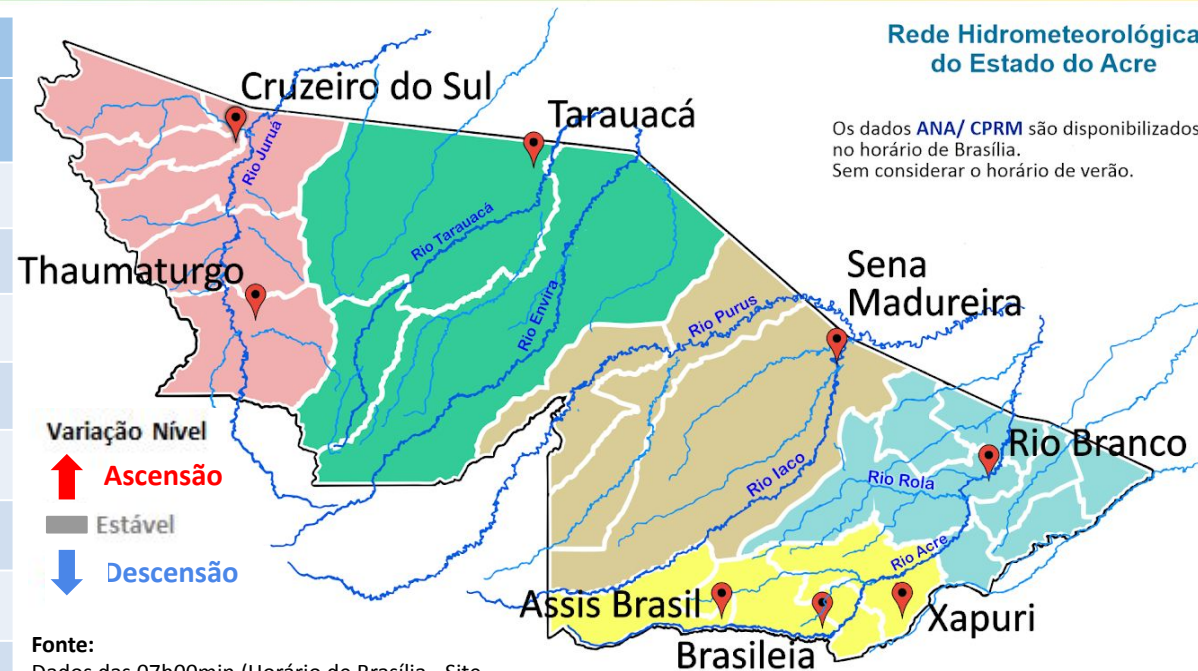 Rede Hidrometeorológica
do Estado do Acre
Os dados ANA/ CPRM são disponibilizados
no horário de Brasília.
Sem considerar o horário de verão.
Cruzeiro do Sul
Tarauacá
Rio Juruá
Rio Tarauacá
Thaumaturgo
Rio Envira
Sena
Madureira
Rio Purus
Variação Nível
Ascensão
Estável
Descensão
Rio Branco
Rio Iaco
Rio Rola
Rio Acre
Assis Brasil
Xapuri
Brasileia
Fonte: